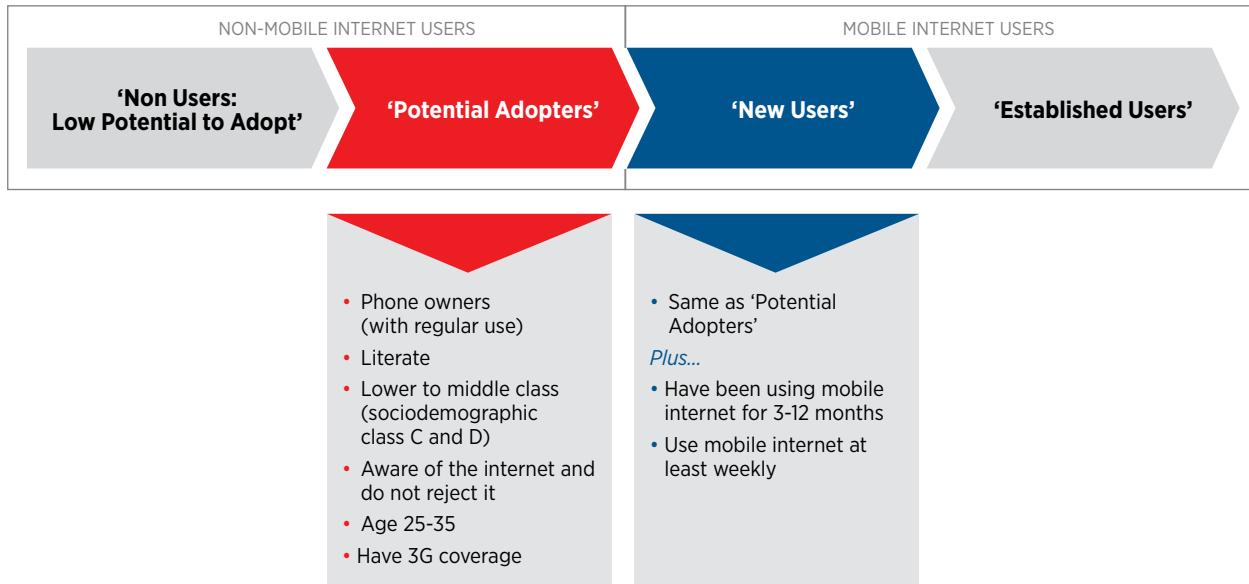 NON-MOBILE INTERNET USERS
MOBILE INTERNET USERS
‘Non Users:
Low Potential to Adopt’
‘Potential Adopters’
‘New Users’
‘Established Users’
• Phone owners
(with regular use)
• Literate
• Lower to middle class
(sociodemographic
class C and D)
• Aware of the internet and
do not reject it
• Age 25-35
• Have 3G coverage
• Same as ‘Potential
Adopters’
Plus...
• Have been using mobile
internet for 3-12 months
• Use mobile internet at
least weekly